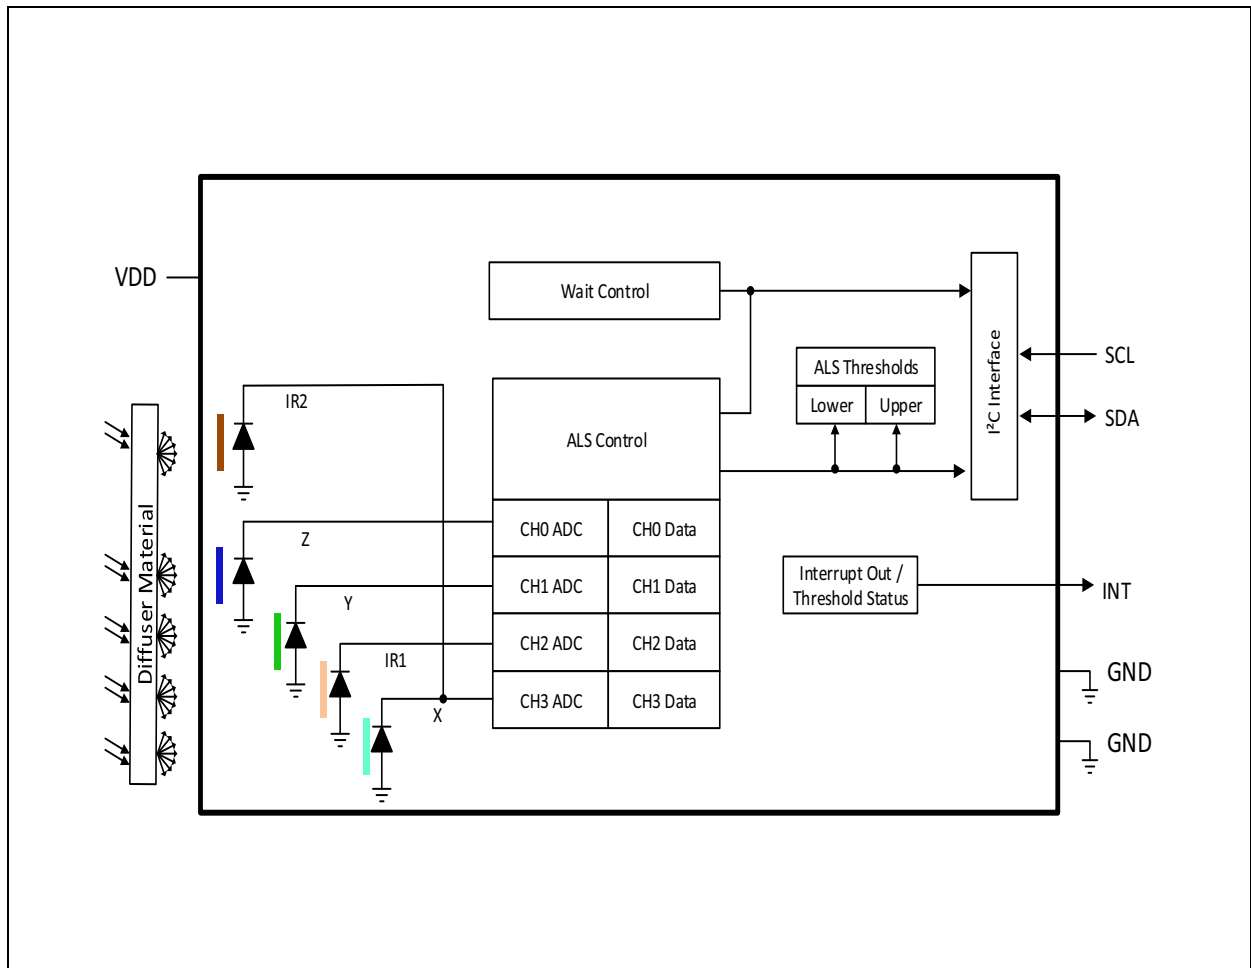 VDD
Diffuser Material
IR2
Z
Y
IR1
X
Wait Control
ALS Control
CH0 ADC
CH0 Data
CH1 ADC
CH1 Data
CH2 ADC
CH2 Data
CH3 ADC
CH3 Data
ALS Thresholds
Lower
Upper
I²C Interface
Interrupt Out /
Threshold Status
SCL
SDA
INT
GND
GND